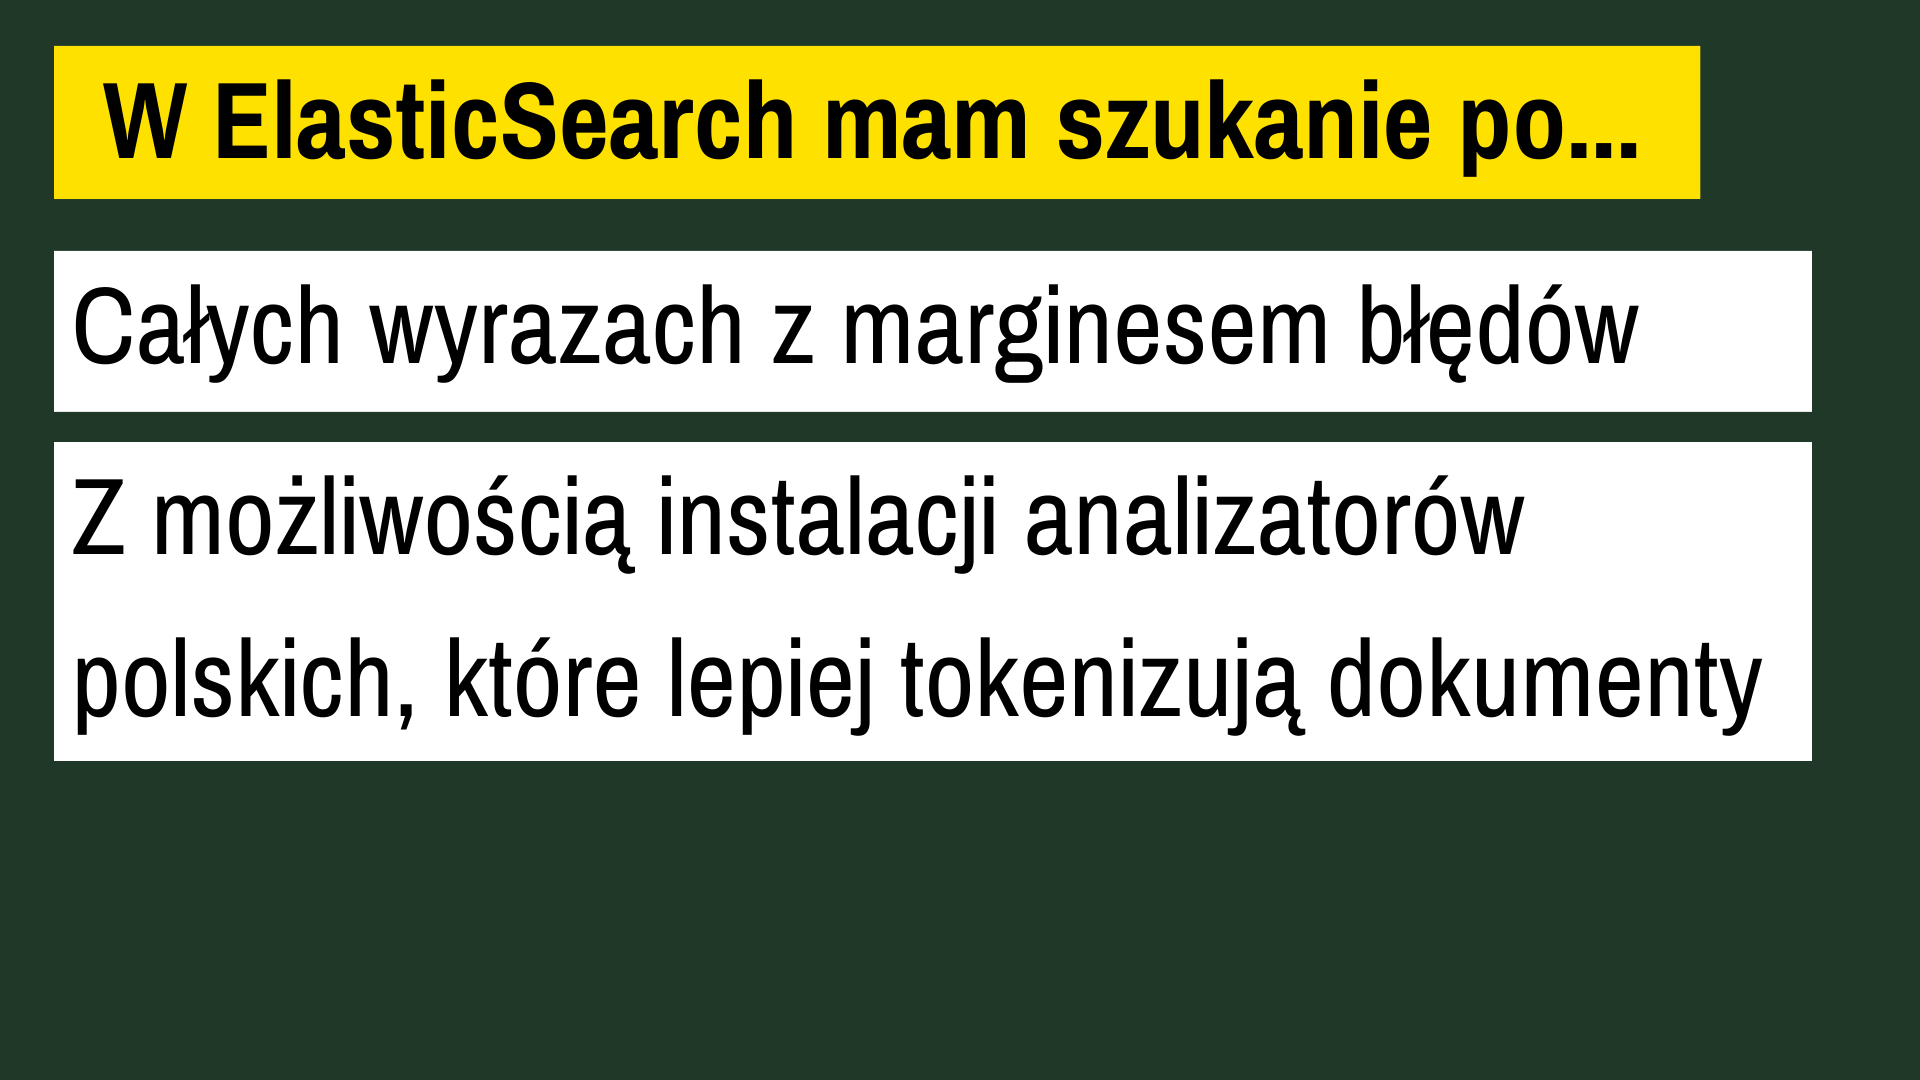 W ElasticSearch mam szukanie po...
Całych wyrazach z marginesem błędów
Z możliwością instalacji analizatorów
polskich, które lepiej tokenizują dokumenty